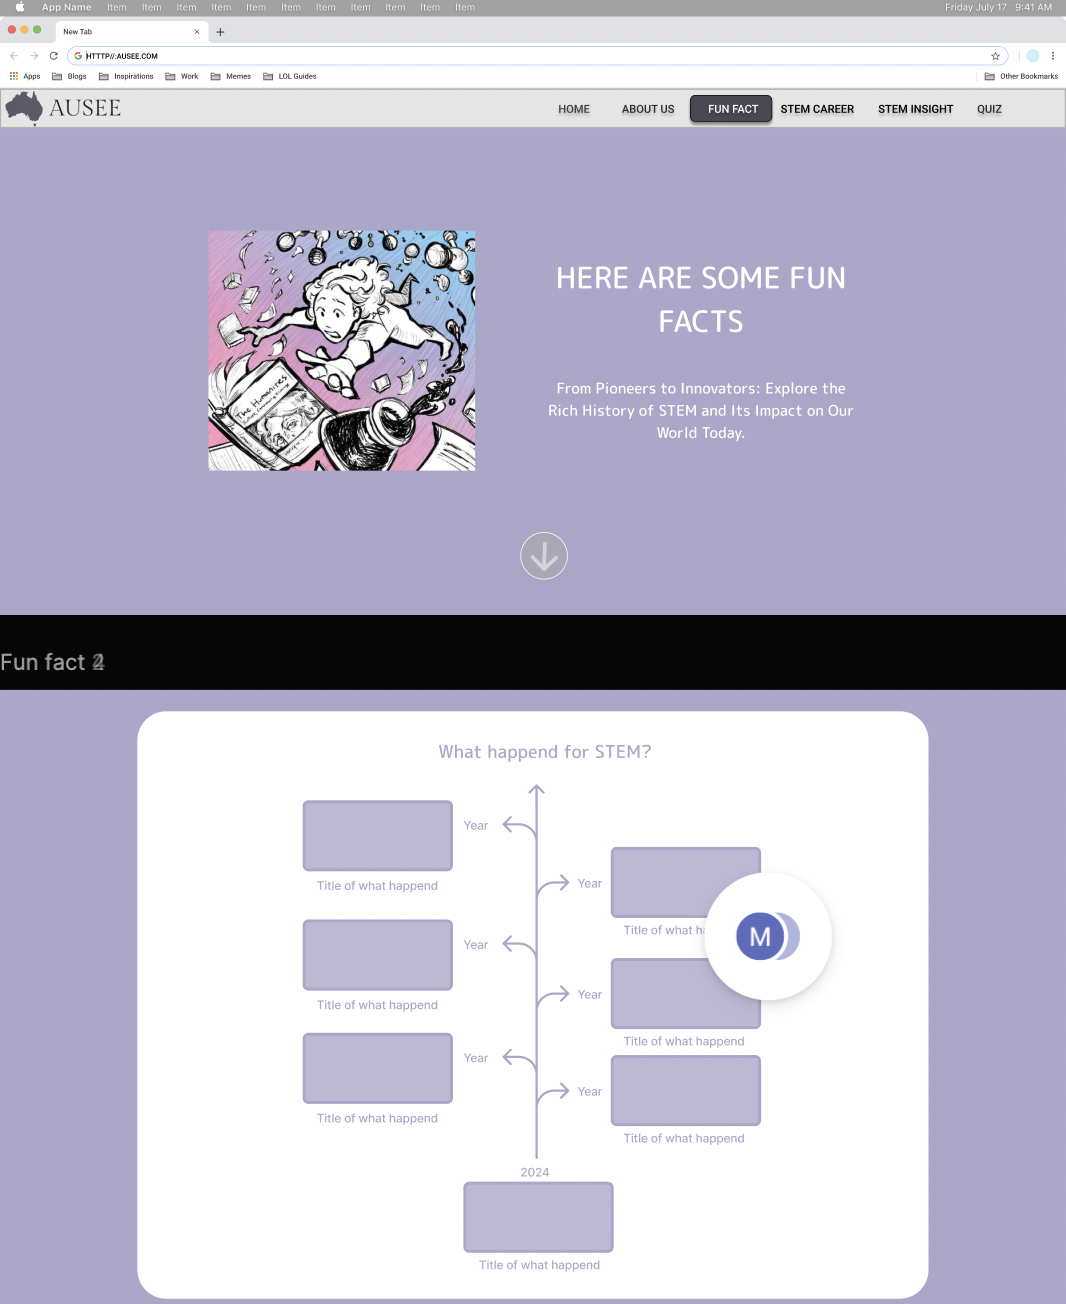 App Name Item Item Item Item Item Item Item Item Item Item Item Friday July 17 9:41 AM
New Tab
HTTTP//:AUSEE.COM
Apps Blogs Inspirations Work Memes LOL Guides Other Bookmarks
AUSEE HOME ABOUT US FUN FACT STEM CAREER STEM INSIGHT QUIZ
The Humanities
HERE ARE SOME FUN
FACTS
From Pioneers to Innovators: Explore the
Rich History of STEM and Its Impact on Our
World Today.
Fun fact
What happend for STEM?
Year
Title of what happend
Year
Title of what
M
Year
Title of what happend
Year
Title of what happend
Year
Title of what happend
Year
Title of what happend
2024
Title of what happend